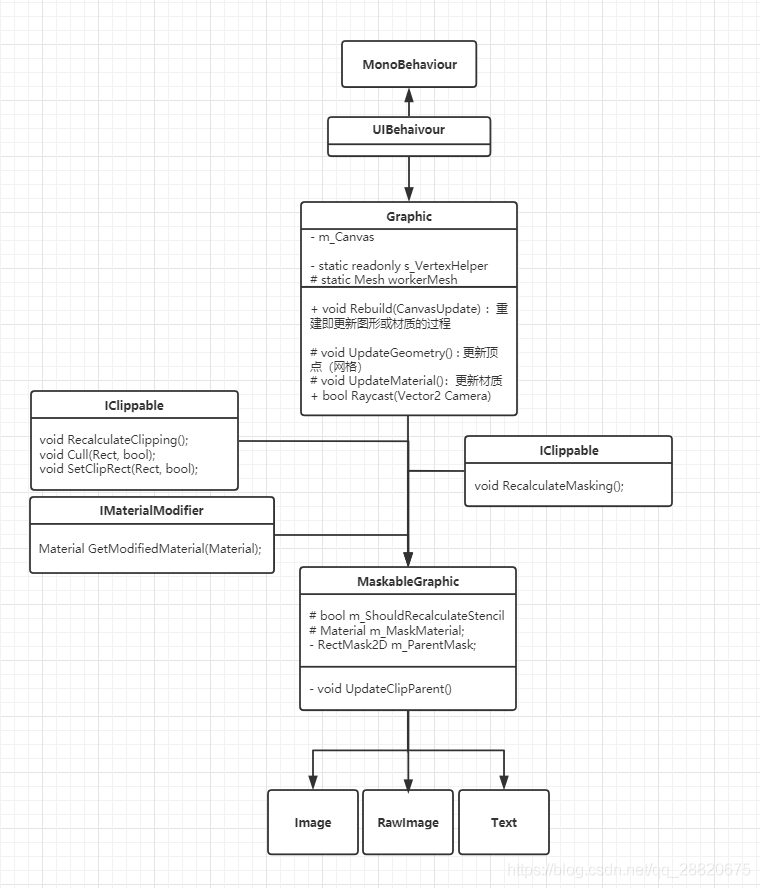 MonoBehaviour
UIBehaivour
Graphic
- m_Canvas
- static readonly s_VertexHelper
# static Mesh workerMesh
+ void Rebuild(CanvasUpdate) ：重
建即更新图形或材质的过程
# void UpdateGeometry() : 更新顶
点（网格）
# void UpdateMaterial()：更新材质
+ bool Raycast(Vector2 Camera)
IClippable
void RecalculateClipping();
void Cull(Rect, bool);
void SetClipRect(Rect, bool);
IClippable
void RecalculateMasking();
IMaterialModifier
Material GetModifiedMaterial(Material);
MaskableGraphic
# bool m_ShouldRecalculateStencil
# Material m_MaskMaterial;
- RectMask2D m_ParentMask;
- void UpdateClipParent()
Image
RawImage
Text
https://blog.csdn.net/qq_28820675